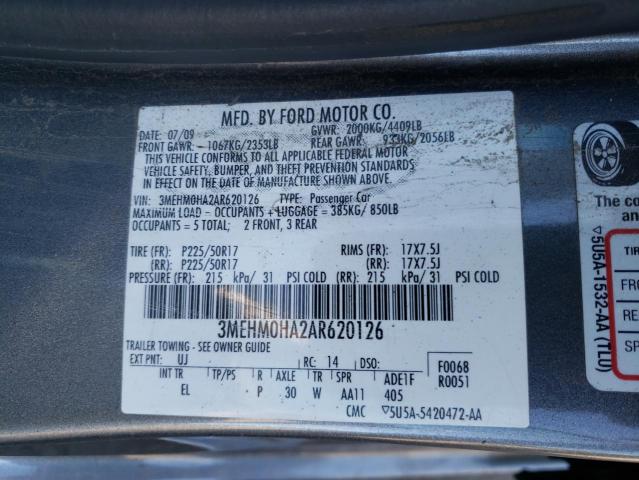 MFD. BY FORD MOTOR CO.
DATE: 07/09 GVWR: 2000KG/4409LB
FRONT GAWR: 1067KG/2353LB REAR GAWR: 933KG/2056LB
THIS VEHICLE CONFORMS TO ALL APPLICABLE FEDERAL MOTOR
VEHICLE SAFETY, BUMPER, AND THEFT PREVENTION STANDARDS
IN EFFECT ON THE DATE OF MANUFACTURE SHOWN ABOVE.
VIN: 3MEHM0HA2AR620126 TYPE: Passenger Car
MAXIMUM LOAD - OCCUPANTS + LUGGAGE = 385KG/ 850LB
OCCUPANTS = 5 TOTAL; 2 FRONT, 3 REAR
TIRE (FR): P225/50R17 RIMS (FR): 17X7.5J
(RR): P225/50R17 (RR): 17X7.5J
PRESSURE (FR): 215 kPa/ 31 PSI COLD (RR): 215 kPa/ 31 PSI COLD
3MEHM0HA2AR620126
TRAILER TOWING - SEE OWNER GUIDE
EXT PNT: UJ RC: 14 DSO: F0068
INT TR TP/PS R AXLE TR SPR ADE1F R0051
EL P 30 W AA11 405
CMC ▽5U5A-5420472-AA
The co
an
▽5U5A-1532-AA (TL0)
TI
FRO
RE
SP